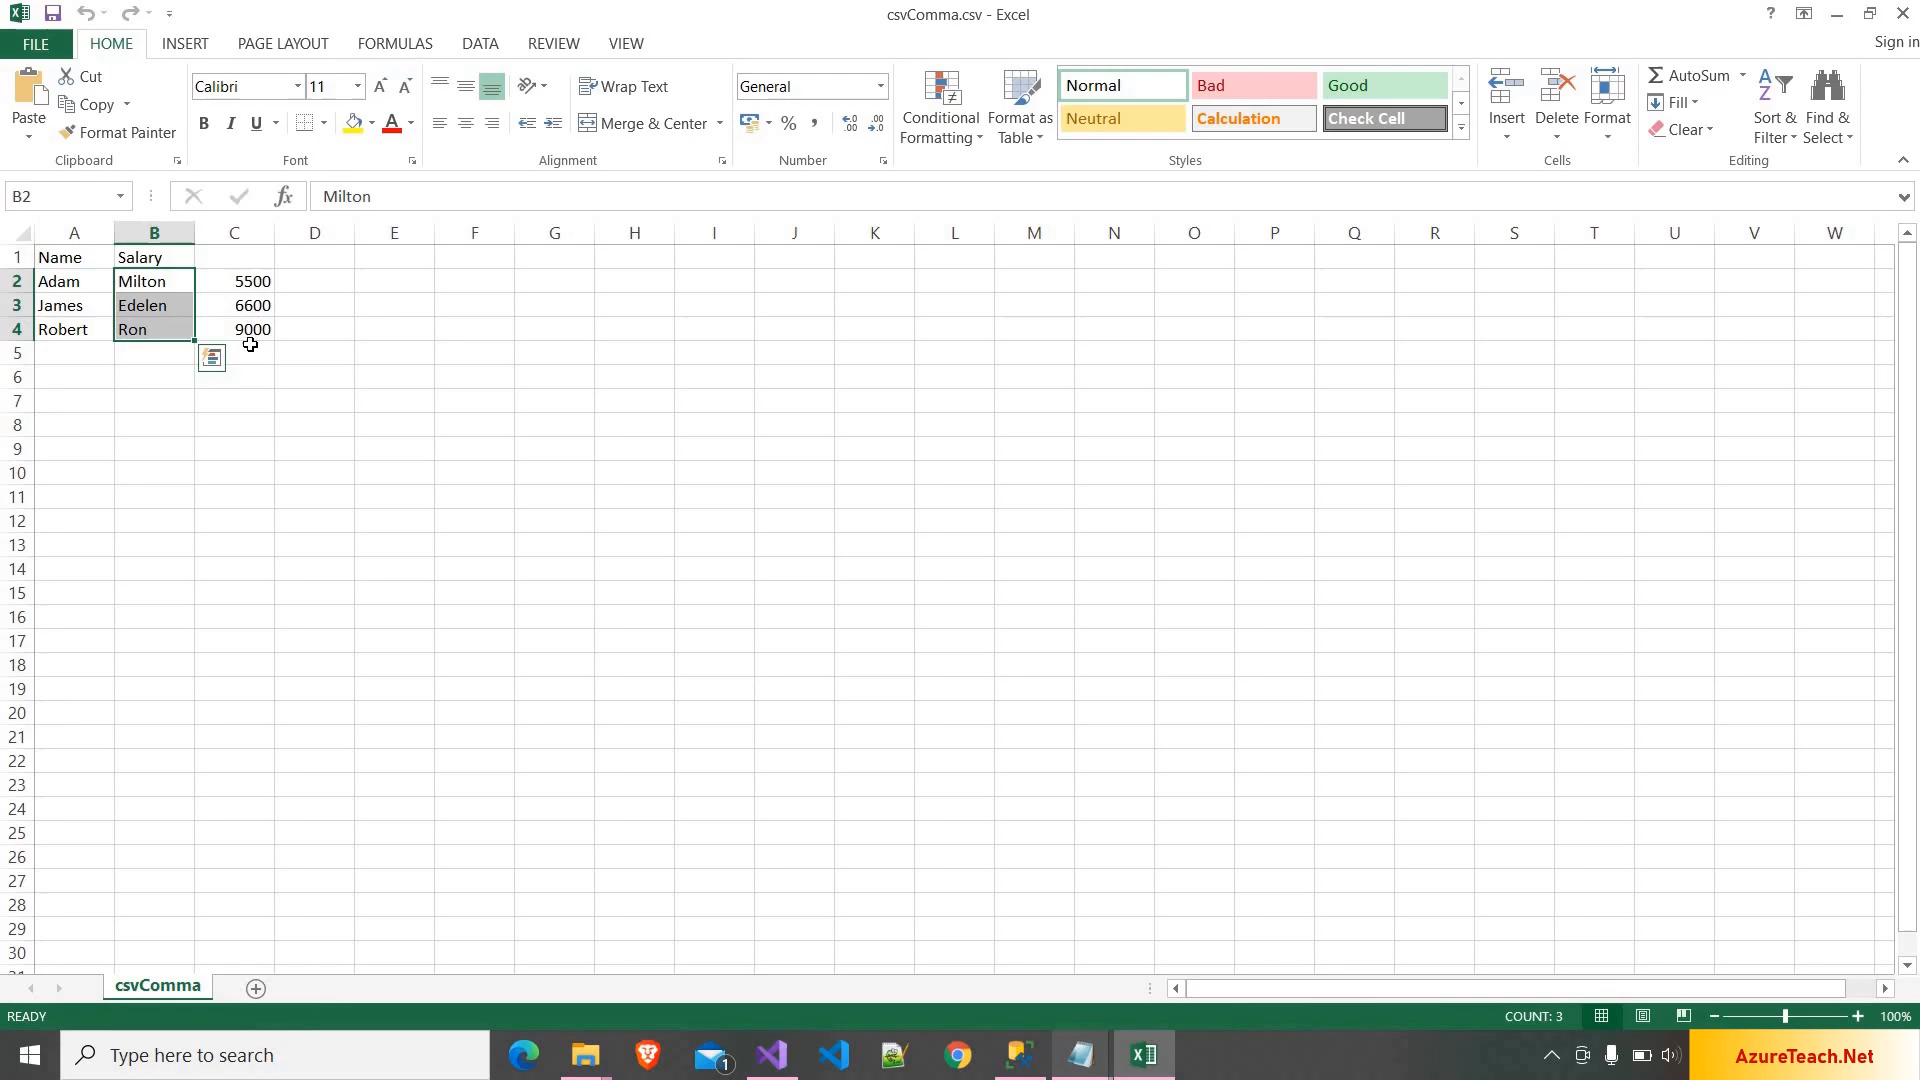 csvComma.csv - Excel
?
FILE HOME INSERT PAGE LAYOUT FORMULAS DATA REVIEW VIEW Sign in
Paste
Cut
Copy
Format Painter
Clipboard
Calibri 11 A A
B I U A
Font
Wrap Text
Merge & Center
Alignment
General
% ,
Number
Conditional Formatting
Format as Table
Normal Bad Good
Neutral Calculation Check Cell
Styles
Insert Delete Format
Cells
AutoSum
Fill
Clear
Sort & Filter
Find & Select
Editing
B2 fx Milton
A B C D E F G H I J K L M N O P Q R S T U V W
1 Name Salary
2 Adam Milton 5500
3 James Edelen 6600
4 Robert Ron 9000
5
6
7
8
9
10
11
12
13
14
15
16
17
18
19
20
21
22
23
24
25
26
27
28
29
30
csvComma
READY COUNT: 3 100%
Type here to search 1 AzureTeach.Net